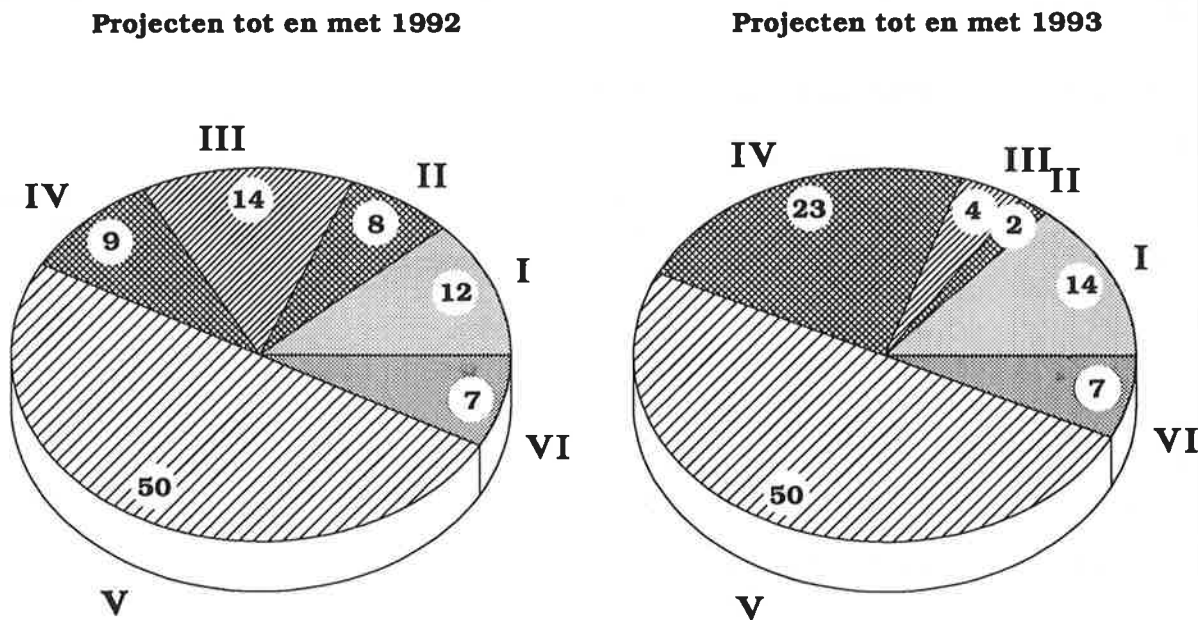 Projecten tot en met 1992
III
II
IV
14
8
9
I
12
7
VI
50
V
Projecten tot en met 1993
IV
III
II
23
4
2
I
14
7
VI
50
V